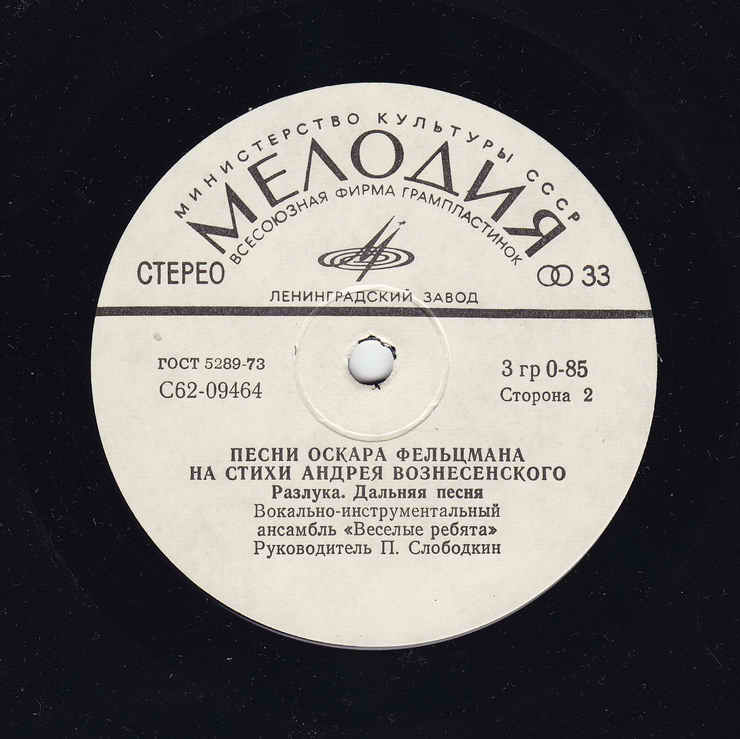 МИНИСТЕРСТВО КУЛЬТУРЫ СССР
МЕЛОДИЯ
ВСЕСОЮЗНАЯ ФИРМА ГРАМПЛАСТИНОК
СТЕРЕО
33
ЛЕНИНГРАДСКИЙ ЗАВОД
ГОСТ 5289-73
3 гр 0-85
С62-09464
Сторона 2
ПЕСНИ ОСКАРА ФЕЛЬЦМАНА
НА СТИХИ АНДРЕЯ ВОЗНЕСЕНСКОГО
Разлука. Дальняя песня
Вокально-инструментальный
ансамбль «Веселые ребята»
Руководитель П. Слободкин